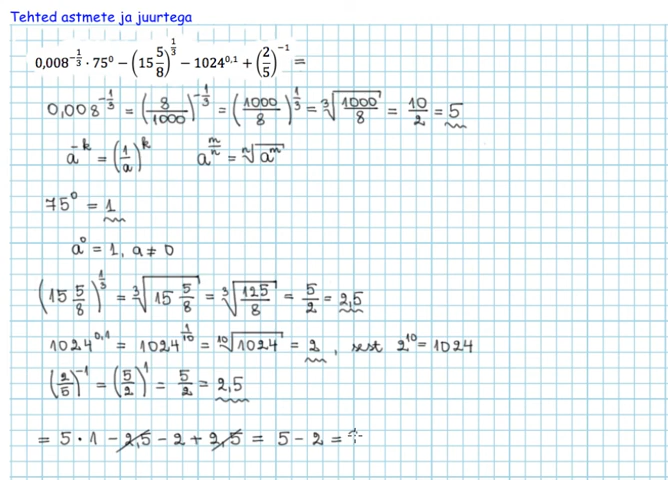 Tehted astmete ja juurtega
0,008^(-1/3) · 75⁰ − (15 5/8)^(1/3) − 1024^(0,1) + (2/5)^(-1) =
0,008^(-1/3) = (8/1000)^(-1/3) = (1000/8)^(1/3) = ∛(1000/8) = 10/2 = 5
a^(-k) = (1/a)^k   a^(m/n) = ⁿ√(a^m)
75⁰ = 1
a⁰ = 1, a ≠ 0
(15 5/8)^(1/3) = ∛(15 5/8) = ∛(125/8) = 5/2 = 2,5
1024^(0,1) = 1024^(1/10) = ¹⁰√1024 = 2, sest 2¹⁰ = 1024
(2/5)^(-1) = (5/2)^1 = 5/2 = 2,5
= 5 · 1 − 2,5 − 2 + 2,5 = 5 − 2 =